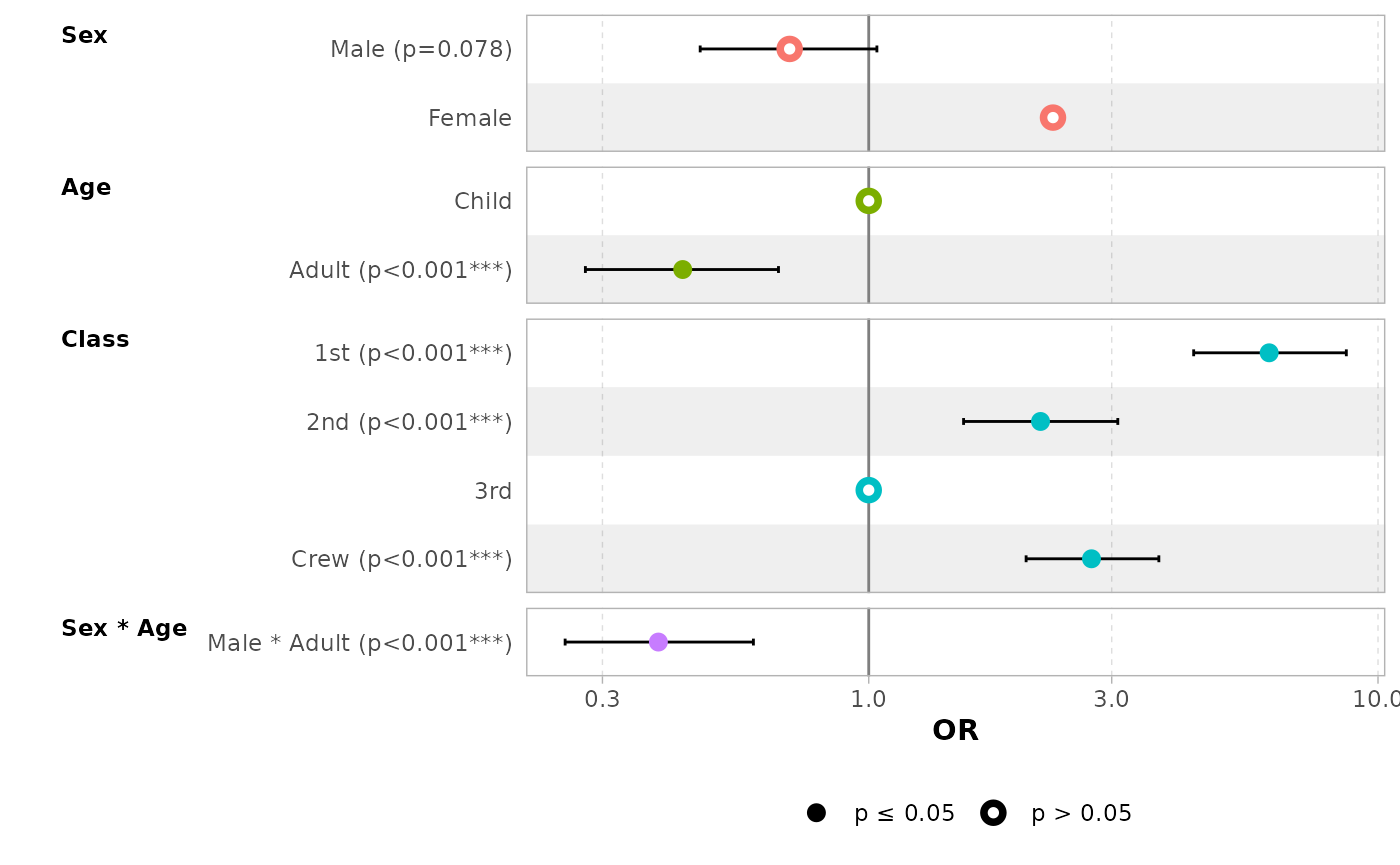 Sex
Male (p=0.078)
Female
Age
Child
Adult (p<0.001***)
Class
1st (p<0.001***)
2nd (p<0.001***)
3rd
Crew (p<0.001***)
Sex * Age
Male * Adult (p<0.001***)
0.3 1.0 3.0 10.0
OR
p ≤ 0.05 p > 0.05